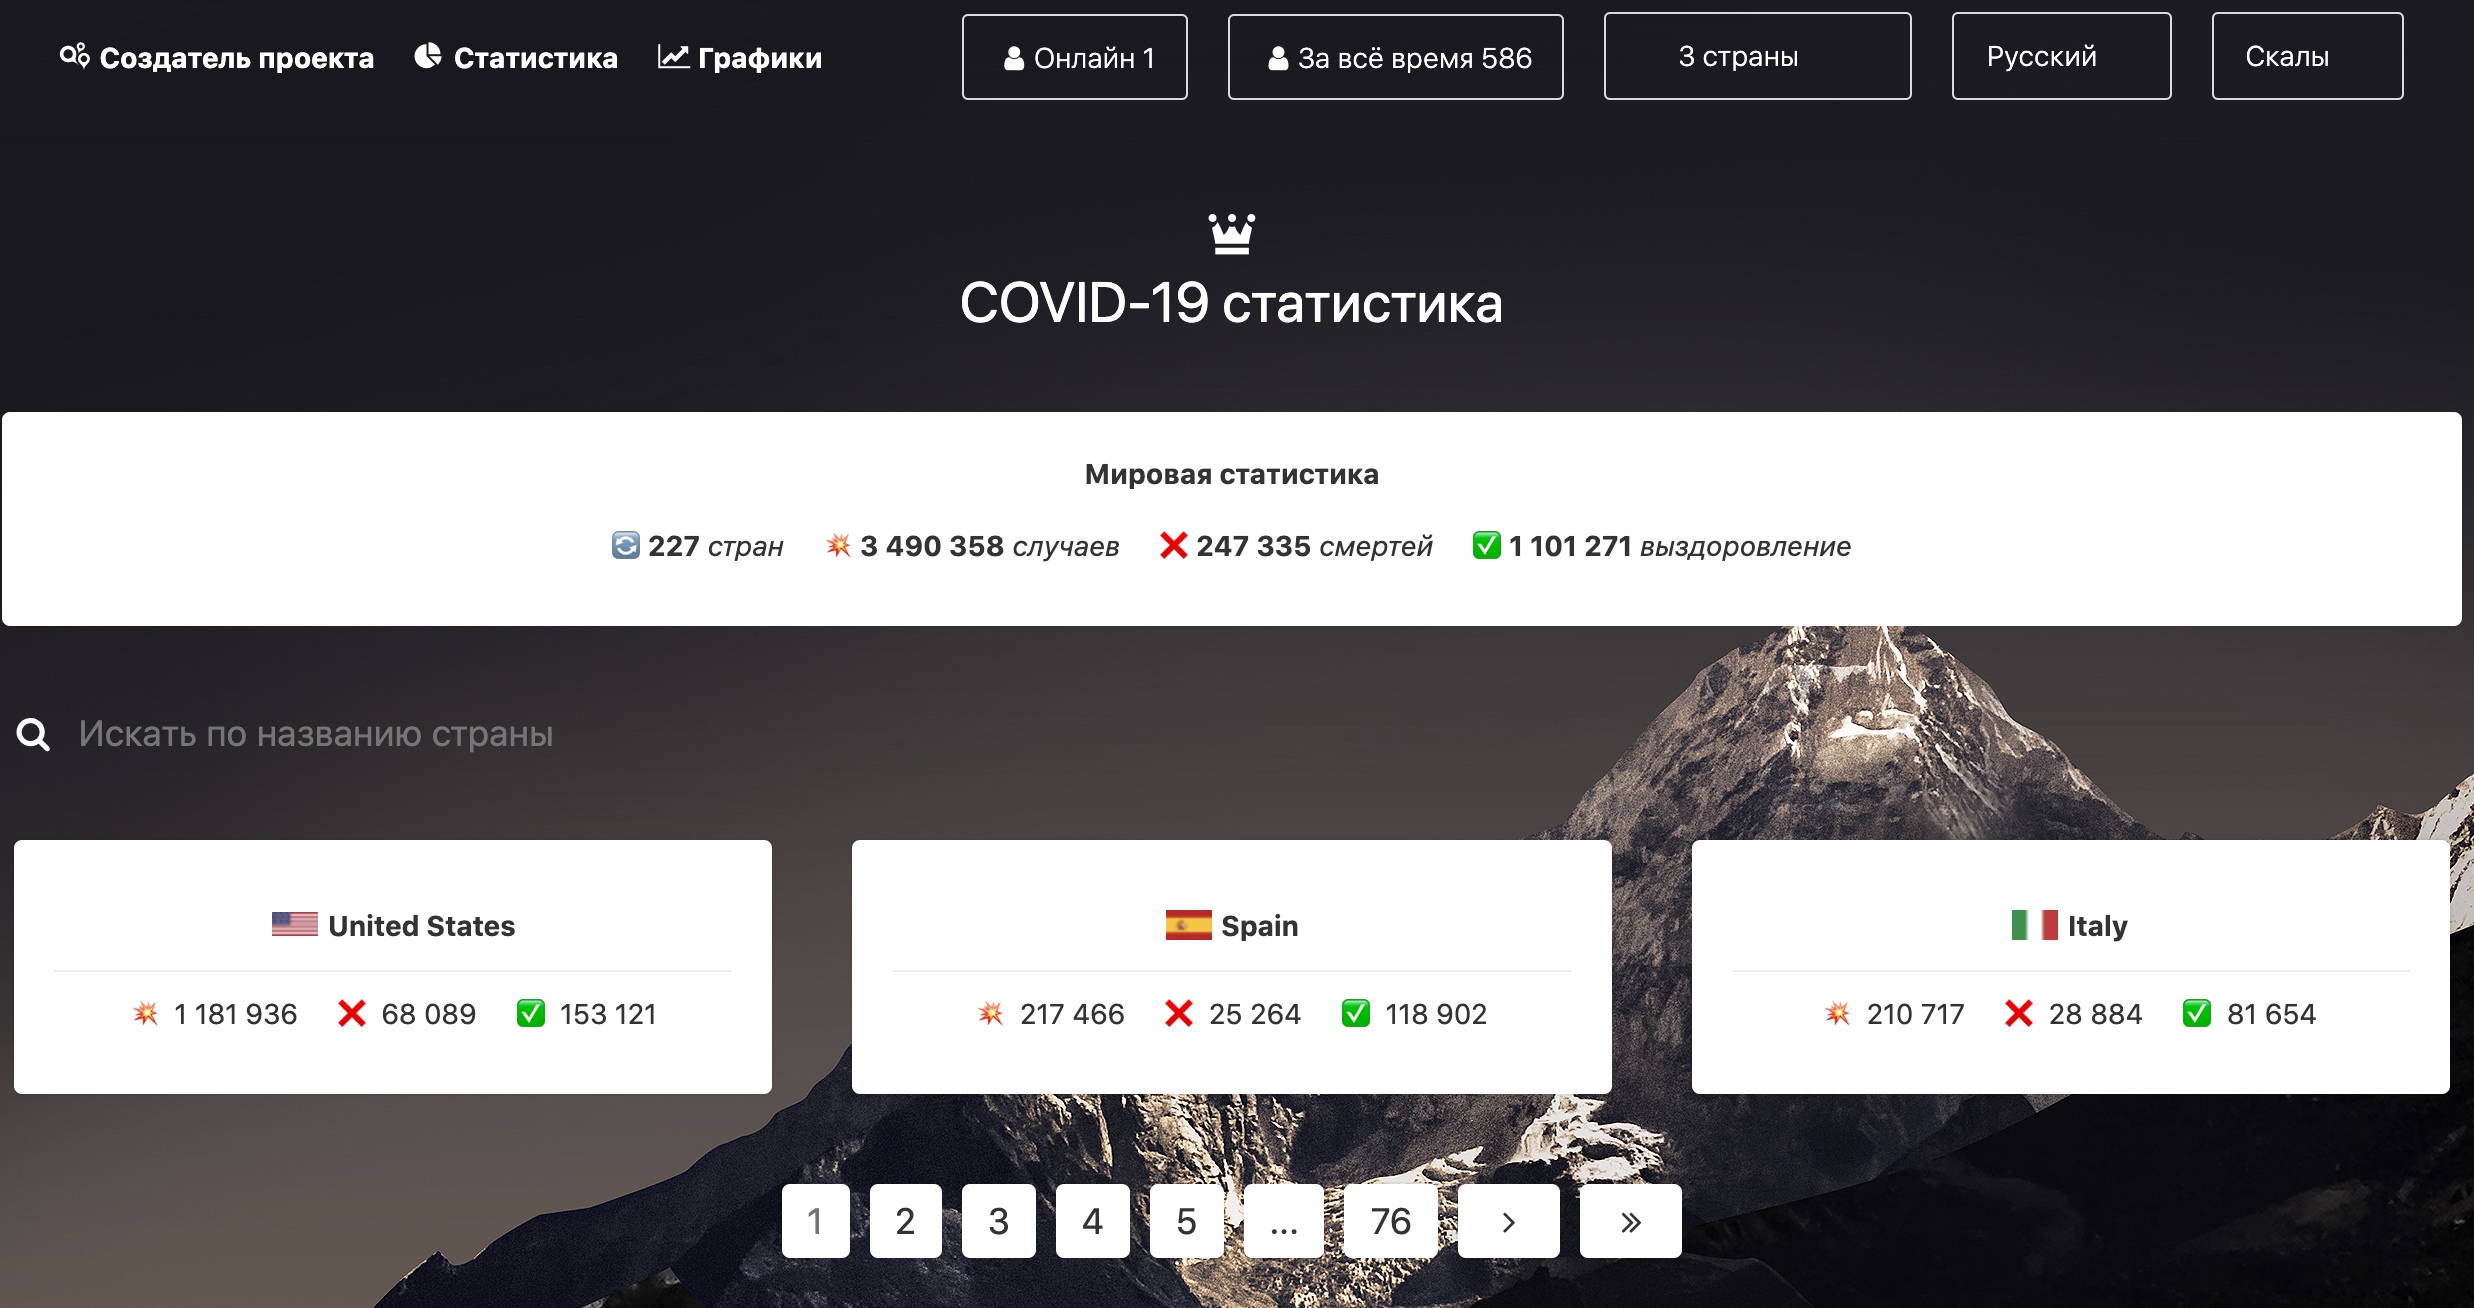 Создатель проекта Статистика Графики Онлайн 1 За всё время 586 3 страны Русский Скалы
COVID-19 статистика
Мировая статистика
227 стран 3 490 358 случаев 247 335 смертей 1 101 271 выздоровление
Искать по названию страны
United States
1 181 936 68 089 153 121
Spain
217 466 25 264 118 902
Italy
210 717 28 884 81 654
1 2 3 4 5 ... 76 › »